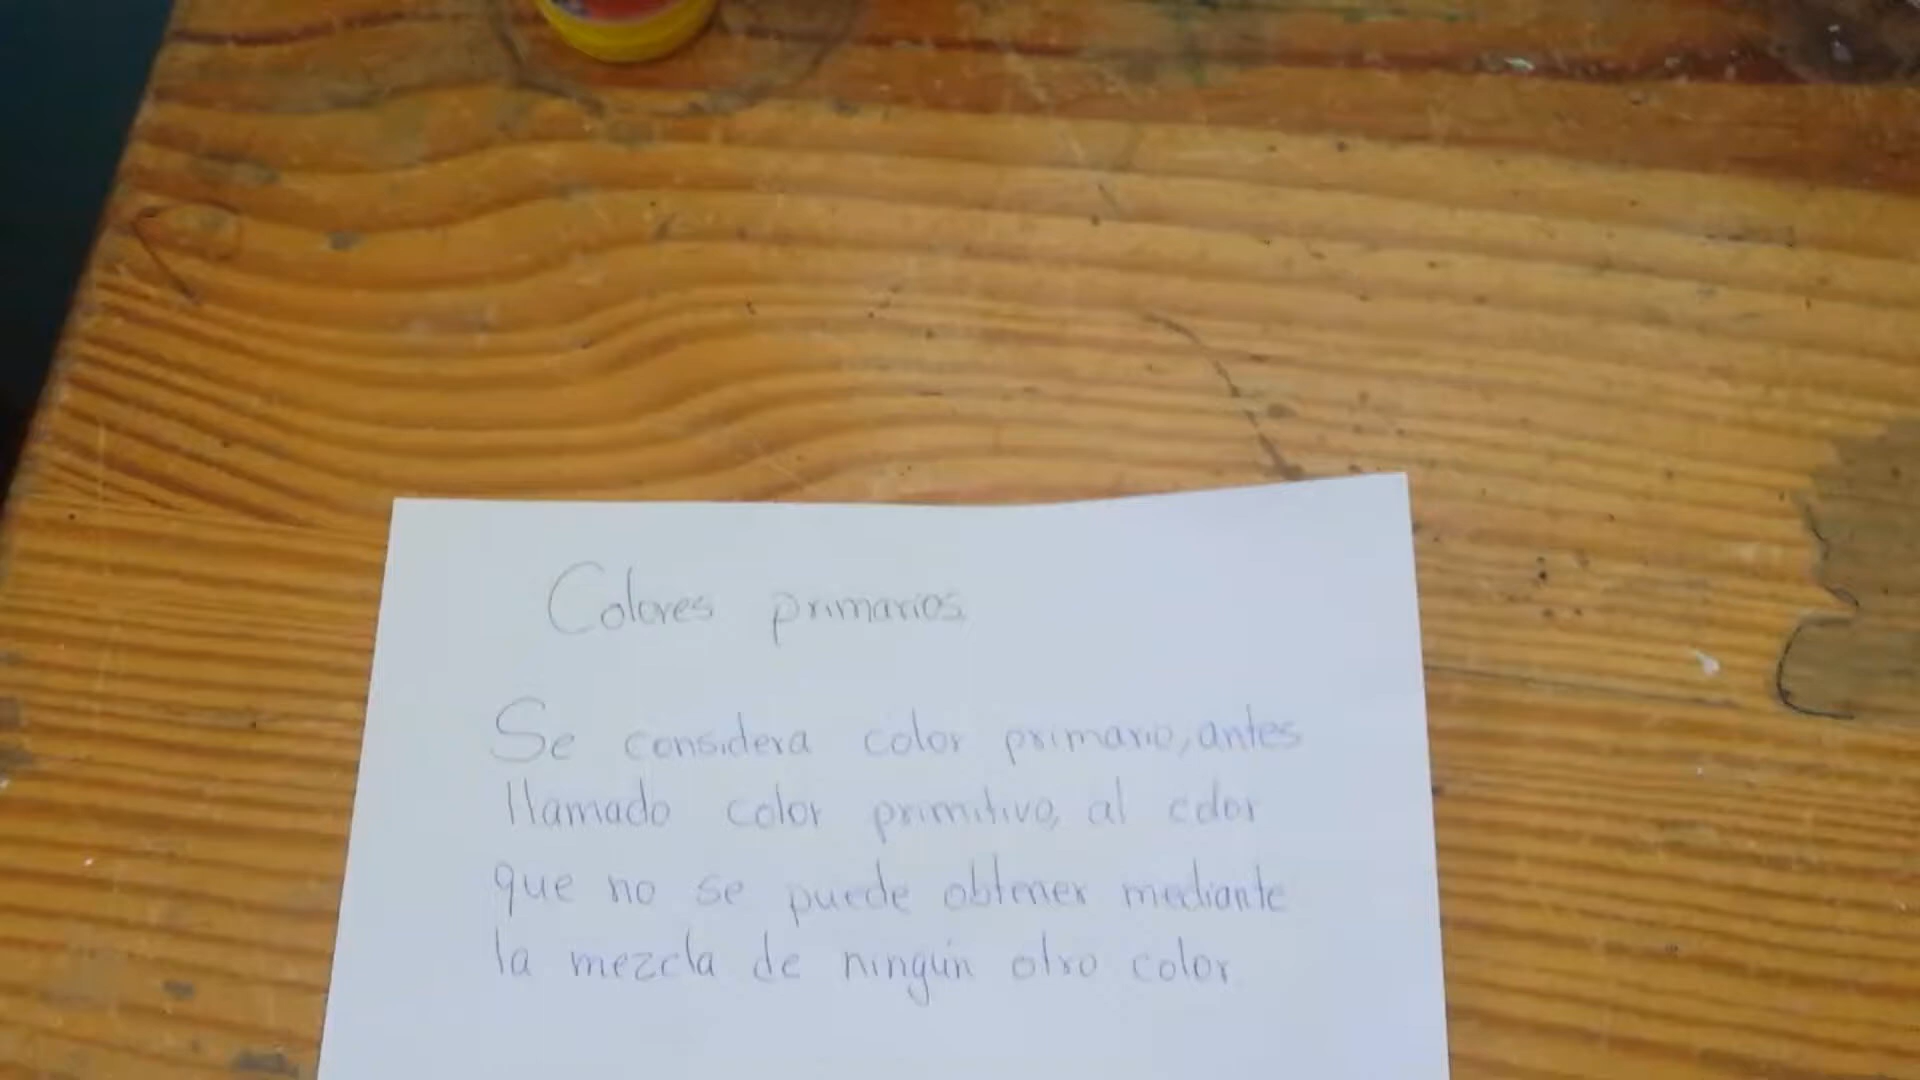 Colores primarios.
Se considera color primario, antes
llamado color primitivo, al color
que no se puede obtener mediante
la mezcla de ningún otro color.